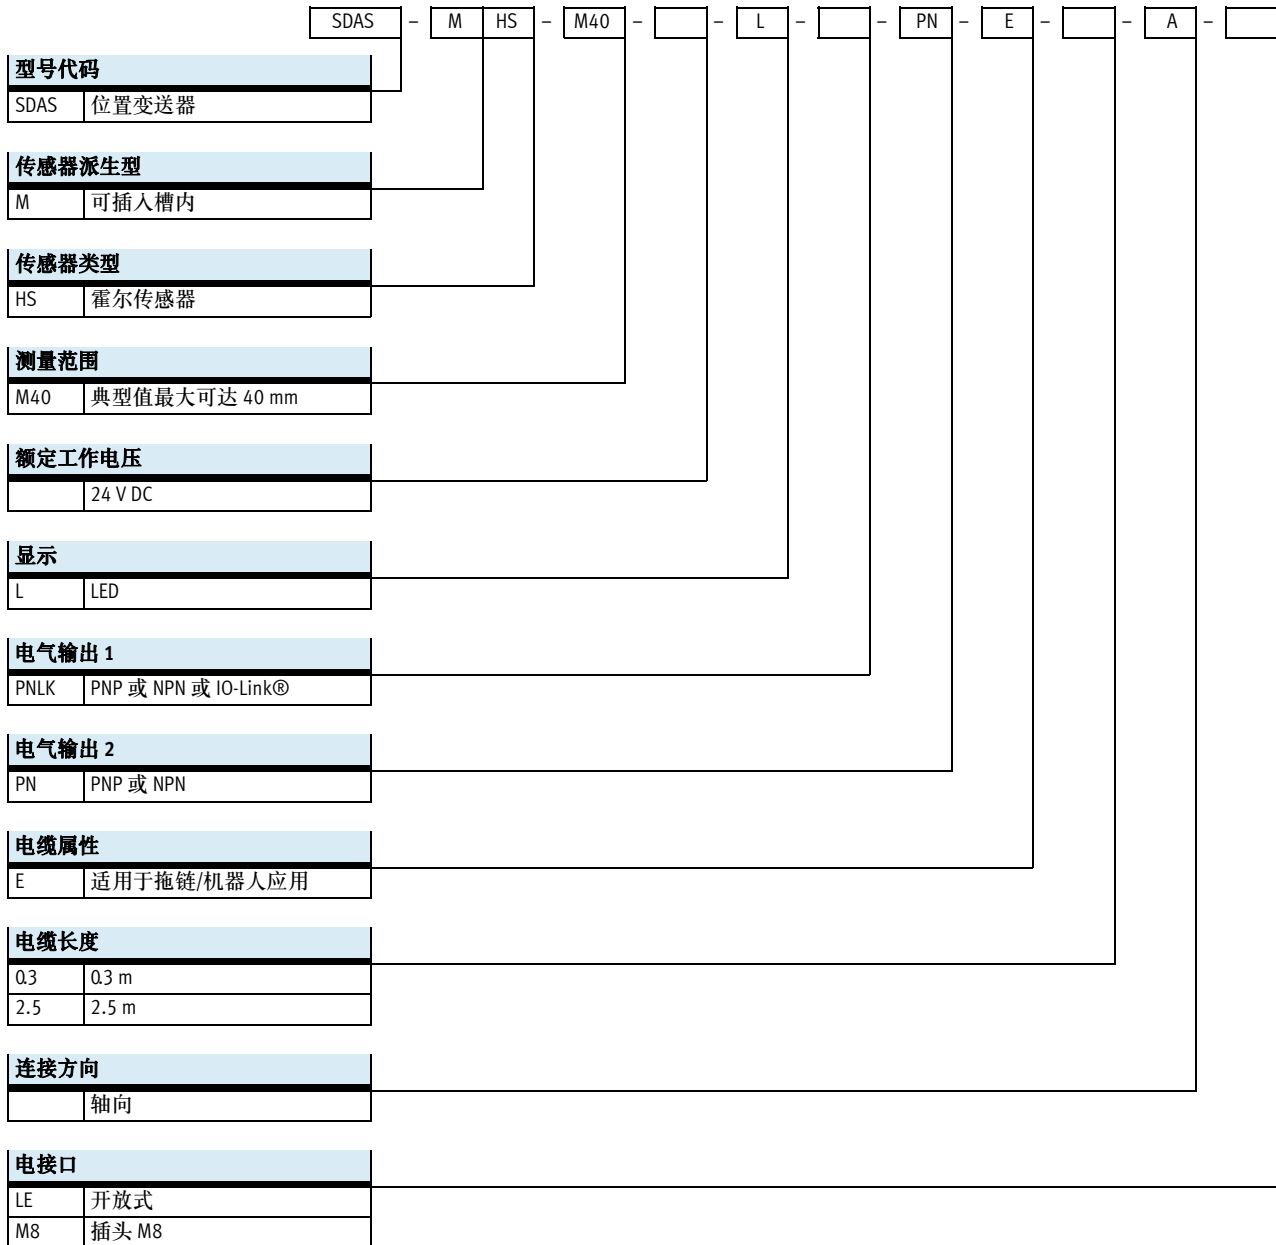 SDAS – M HS – M40 – – L – – PN – E – – A –
型号代码
SDAS 位置变送器
传感器派生型
M 可插入槽内
传感器类型
HS 霍尔传感器
测量范围
M40 典型值最大可达 40 mm
额定工作电压
24 V DC
显示
L LED
电气输出 1
PNLK PNP 或 NPN 或 IO-Link®
电气输出 2
PN PNP 或 NPN
电缆属性
E 适用于拖链/机器人应用
电缆长度
0.3 0.3 m
2.5 2.5 m
连接方向
轴向
电接口
LE 开放式
M8 插头 M8